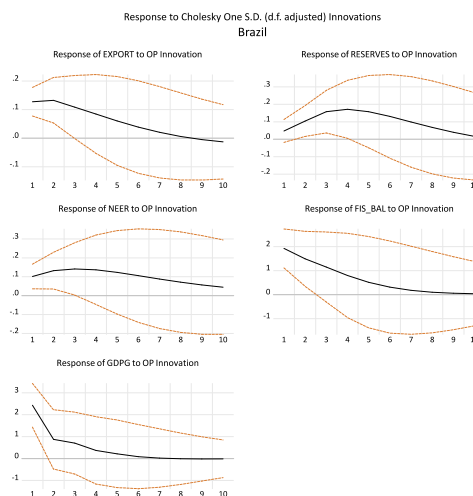 Response to Cholesky One S.D. (d.f. adjusted) Innovations
Brazil
Response of EXPORT to OP Innovation
.2
.1
.0
-.1
1 2 3 4 5 6 7 8 9 10
Response of RESERVES to OP Innovation
.3
.2
.1
.0
-.1
-.2
1 2 3 4 5 6 7 8 9 10
Response of NEER to OP Innovation
.3
.2
.1
.0
-.1
-.2
1 2 3 4 5 6 7 8 9 10
Response of FIS_BAL to OP Innovation
2
1
0
-1
1 2 3 4 5 6 7 8 9 10
Response of GDPG to OP Innovation
3
2
1
0
-1
1 2 3 4 5 6 7 8 9 10